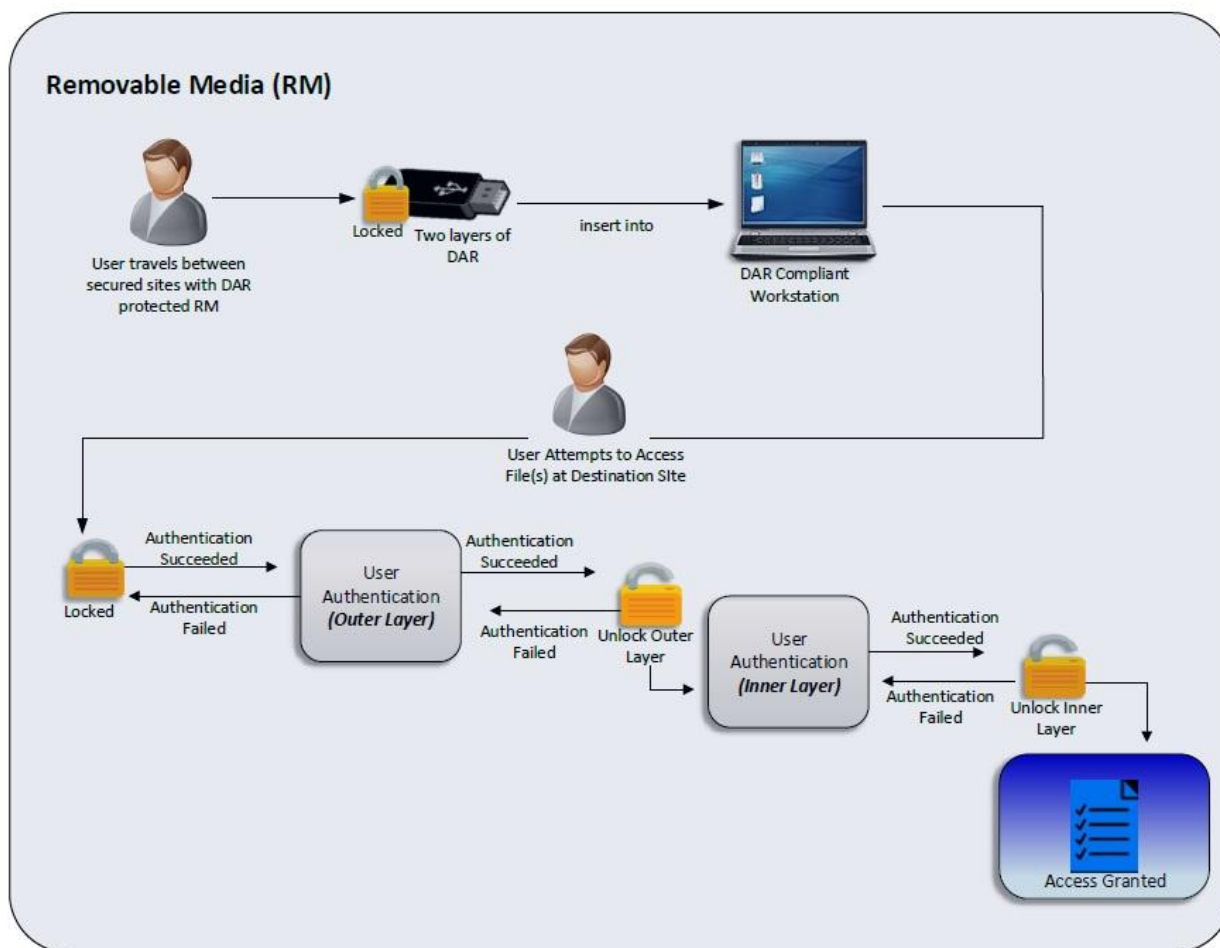 Removable Media (RM)
Locked
Two layers of
DAR
insert into
User travels between
secured sites with DAR
protected RM
DAR Compliant
Workstation
User Attempts to Access
File(s) at Destination SIte
Locked
Authentication
Succeeded
Authentication
Failed
User
Authentication
(Outer Layer)
Authentication
Succeeded
Authentication
Failed
Unlock Outer
Layer
User
Authentication
(Inner Layer)
Authentication
Succeeded
Authentication
Failed
Unlock Inner
Layer
Access Granted